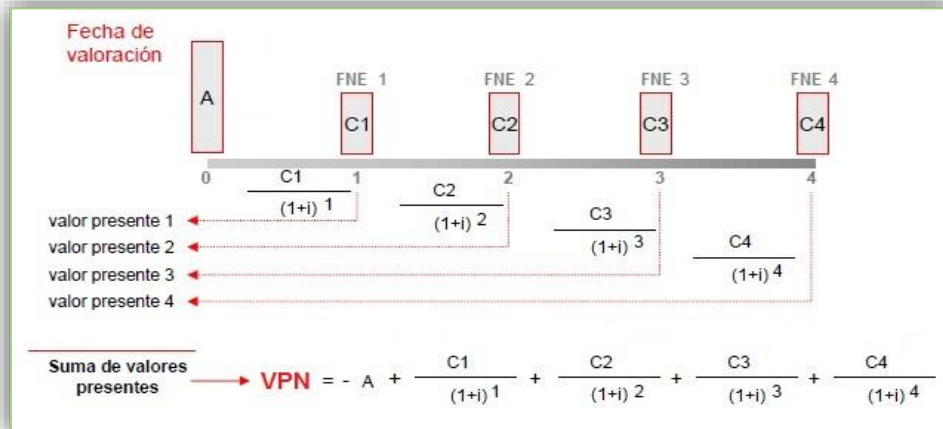 Fecha de
valoración
FNE 1 FNE 2 FNE 3 FNE 4
A
C1 C2 C3 C4
0 1 2 3 4
C1
(1+i) 1
C2
(1+i) 2
C3
(1+i) 3
C4
(1+i) 4
valor presente 1
valor presente 2
valor presente 3
valor presente 4
Suma de valores
presentes
VPN = - A + C1 + C2 + C3 + C4
(1+i) 1 (1+i) 2 (1+i) 3 (1+i) 4